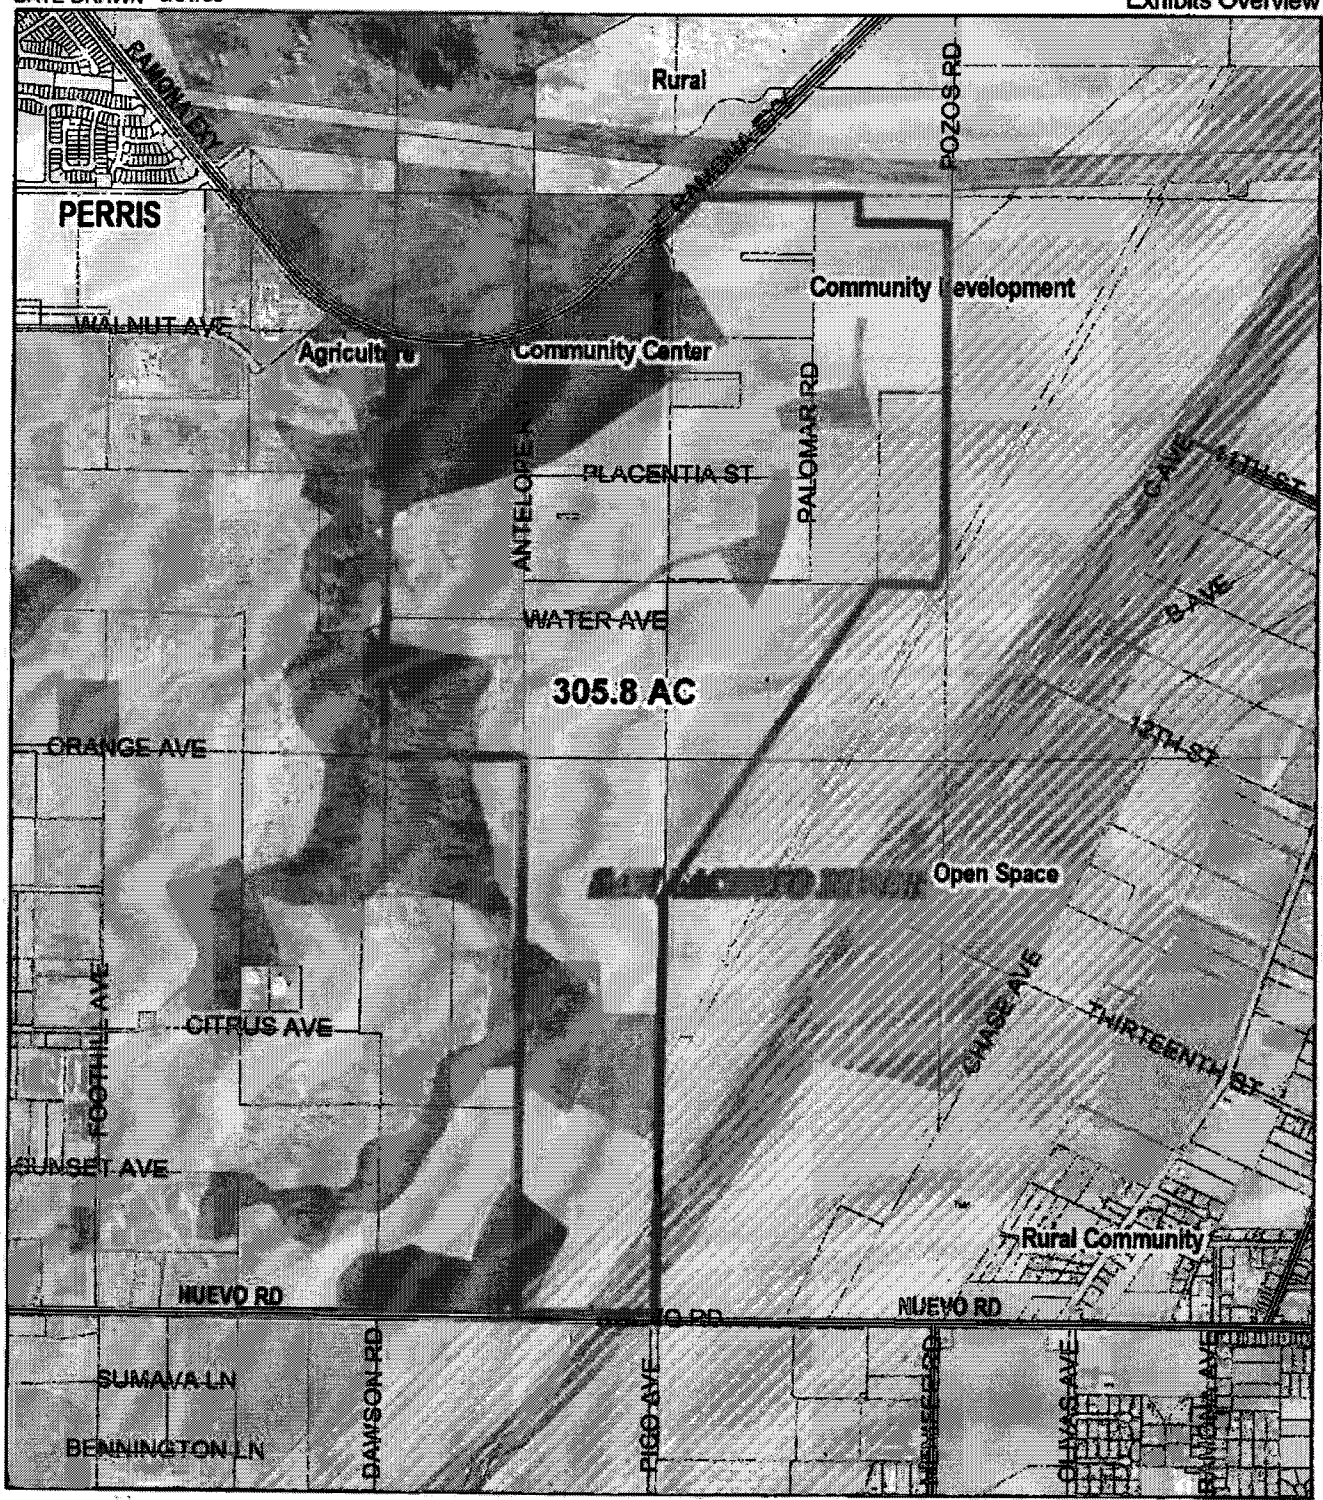 Exhibits Overview
RAMONA EXY
Rural
POZOS RD
PERRIS
Community Development
WALNUT AVE
Agriculture
Community Center
PALOMAR RD
ANTELOPE
PLACENTIA ST
C AVE
11TH ST
WATER AVE
B AVE
305.8 AC
12TH ST
ORANGE AVE
Open Space
FOOTHILL AVE
CHASE AVE
CITRUS AVE
THIRTEENTH ST
SUNSET AVE
Rural Community
NUEVO RD
NUEVO RD
DAWSON RD
SUMAVA LN
PICO AVE
MENIFEE RD
OLIVAS AVE
RAMONA AVE
BENNINGTON LN